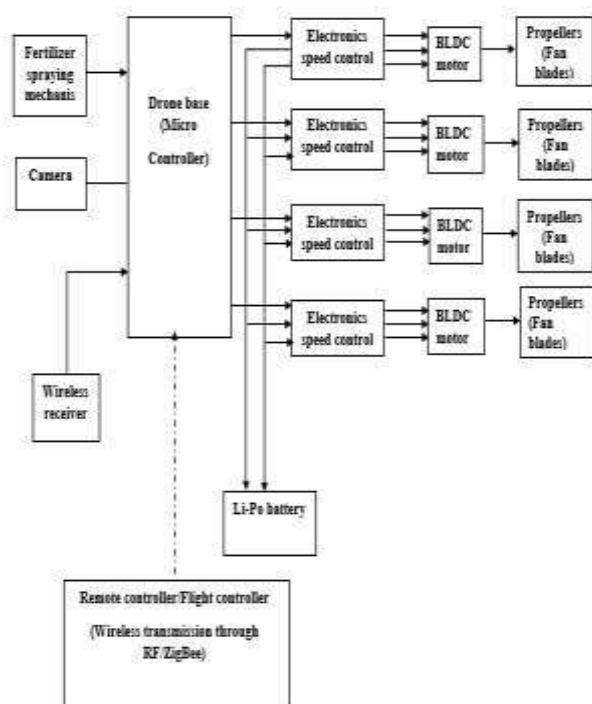 Fertilizer
spraying
mechanis
Camera
Wireless
receiver
Drone base
(Micro
Controller)
Electronics
speed control
BLDC
motor
Propellers
(Fan
blades)
Electronics
speed control
BLDC
motor
Propellers
(Fan
blades)
Electronics
speed control
BLDC
motor
Propellers
(Fan
blades)
Electronics
speed control
BLDC
motor
Propellers
(Fan
blades)
Li-Po battery
Remote controller/Flight controller
(Wireless transmission through
RF/ZigBee)